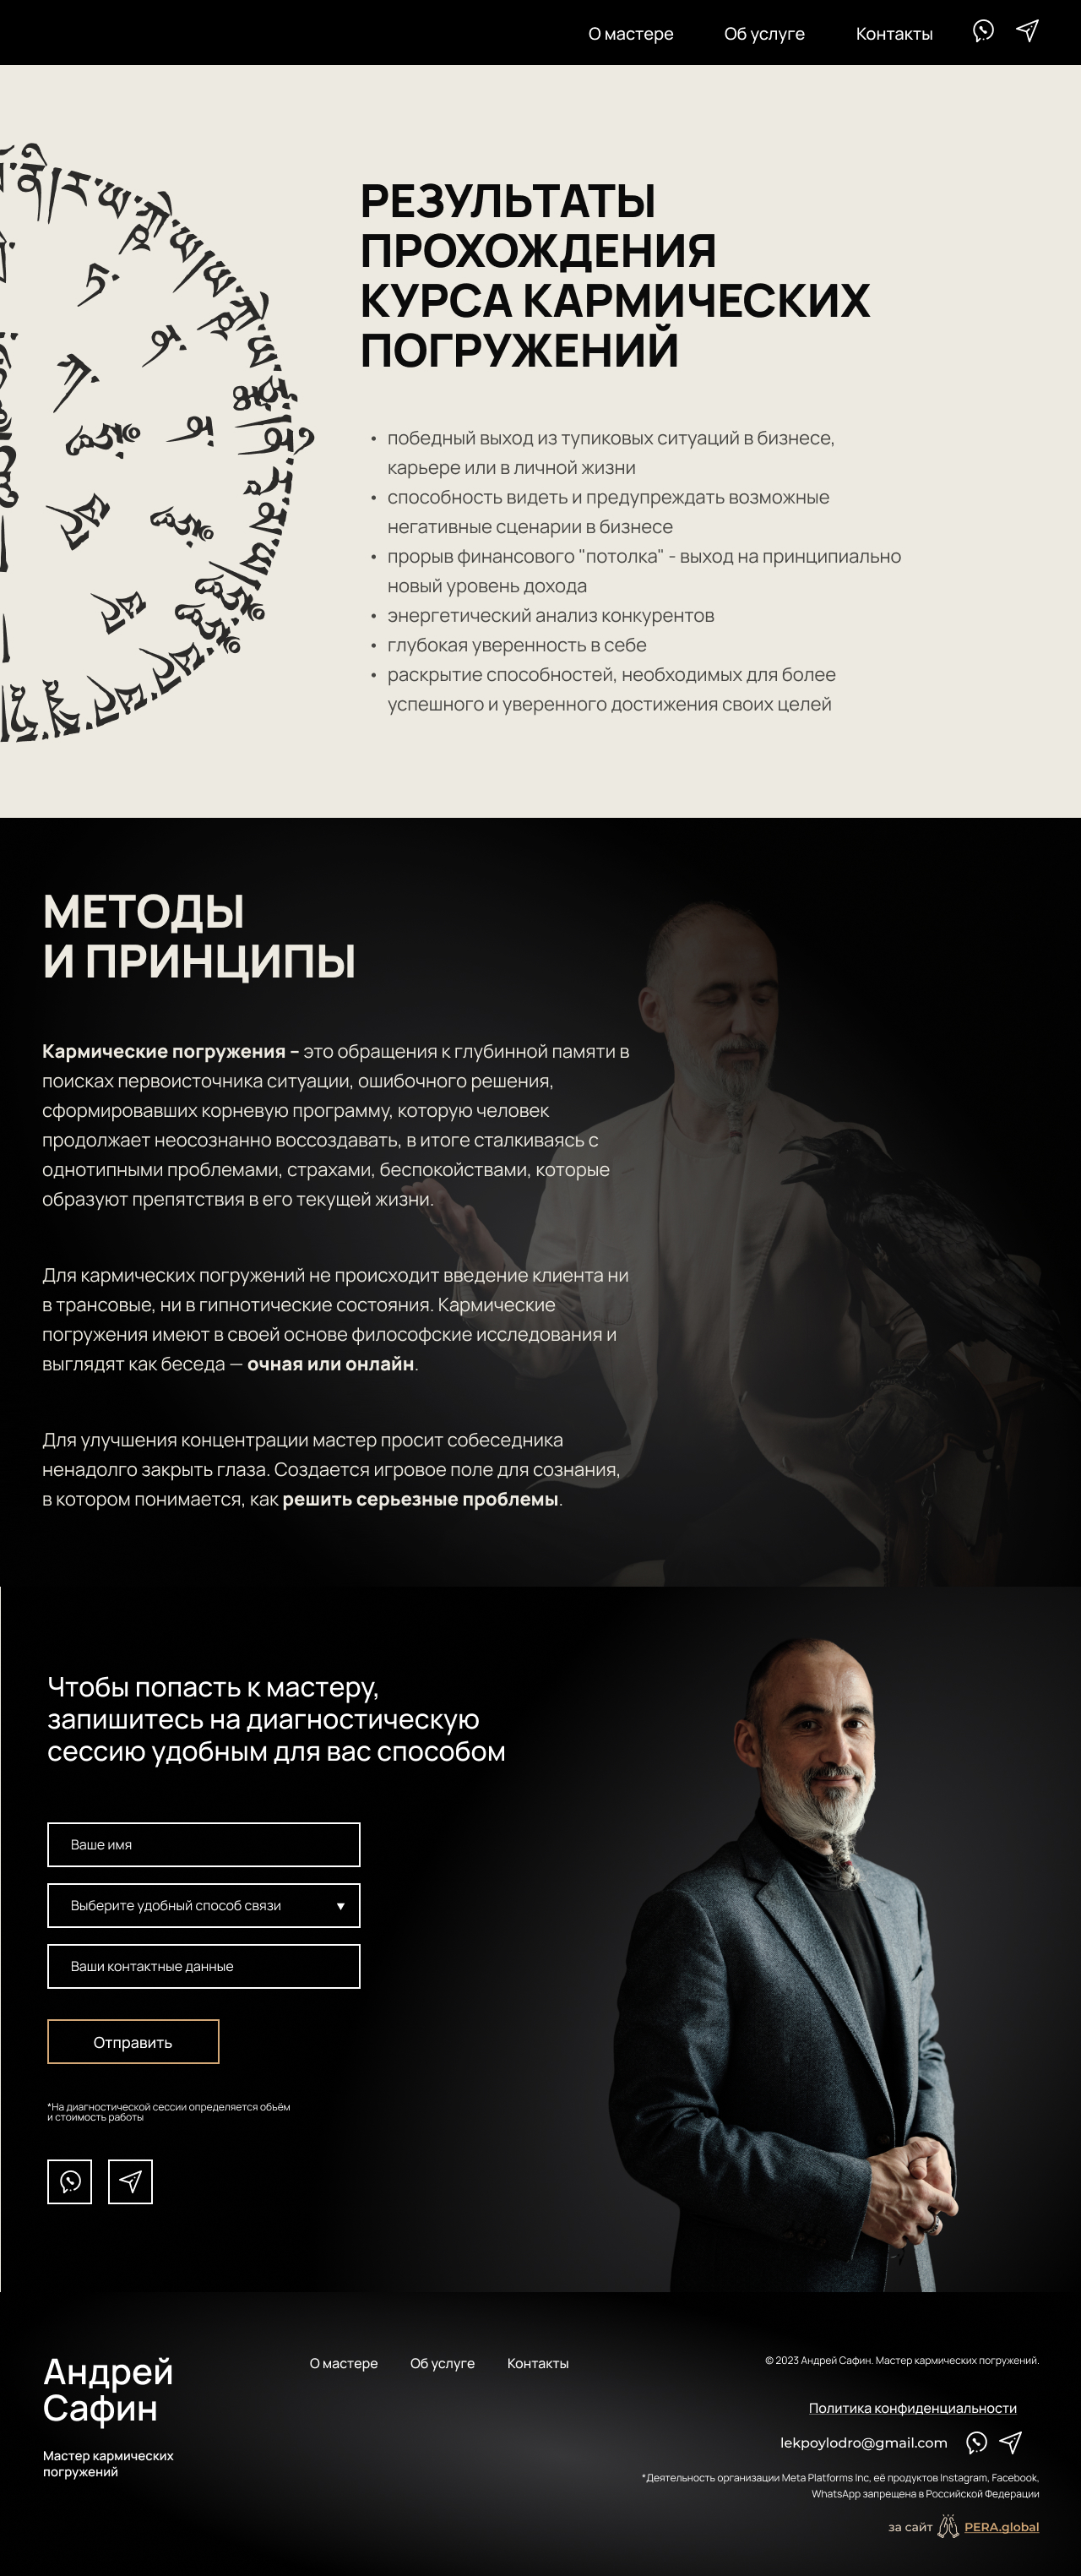 О мастере
Об услуге
Контакты
РЕЗУЛЬТАТЫ
ПРОХОЖДЕНИЯ
КУРСА КАРМИЧЕСКИХ
ПОГРУЖЕНИЙ
• победный выход из тупиковых ситуаций в бизнесе,
карьере или в личной жизни
• способность видеть и предупреждать возможные
негативные сценарии в бизнесе
• прорыв финансового "потолка" - выход на принципиально
новый уровень дохода
• энергетический анализ конкурентов
• глубокая уверенность в себе
• раскрытие способностей, необходимых для более
успешного и уверенного достижения своих целей
МЕТОДЫ
И ПРИНЦИПЫ
Кармические погружения – это обращения к глубинной памяти в
поисках первоисточника ситуации, ошибочного решения,
сформировавших корневую программу, которую человек
продолжает неосознанно воссоздавать, в итоге сталкиваясь с
однотипными проблемами, страхами, беспокойствами, которые
образуют препятствия в его текущей жизни.
Для кармических погружений не происходит введение клиента ни
в трансовые, ни в гипнотические состояния. Кармические
погружения имеют в своей основе философские исследования и
выглядят как беседа — очная или онлайн.
Для улучшения концентрации мастер просит собеседника
ненадолго закрыть глаза. Создается игровое поле для сознания,
в котором понимается, как решить серьезные проблемы.
Чтобы попасть к мастеру,
запишитесь на диагностическую
сессию удобным для вас способом
Ваше имя
Выберите удобный способ связи
Ваши контактные данные
Отправить
*На диагностической сессии определяется объём
и стоимость работы
Андрей
Сафин
Мастер кармических
погружений
О мастере
Об услуге
Контакты
© 2023 Андрей Сафин. Мастер кармических погружений.
Политика конфиденциальности
lekpoylodro@gmail.com
*Деятельность организации Meta Platforms Inc, её продуктов Instagram, Facebook,
WhatsApp запрещена в Российской Федерации
за сайт PERA.global